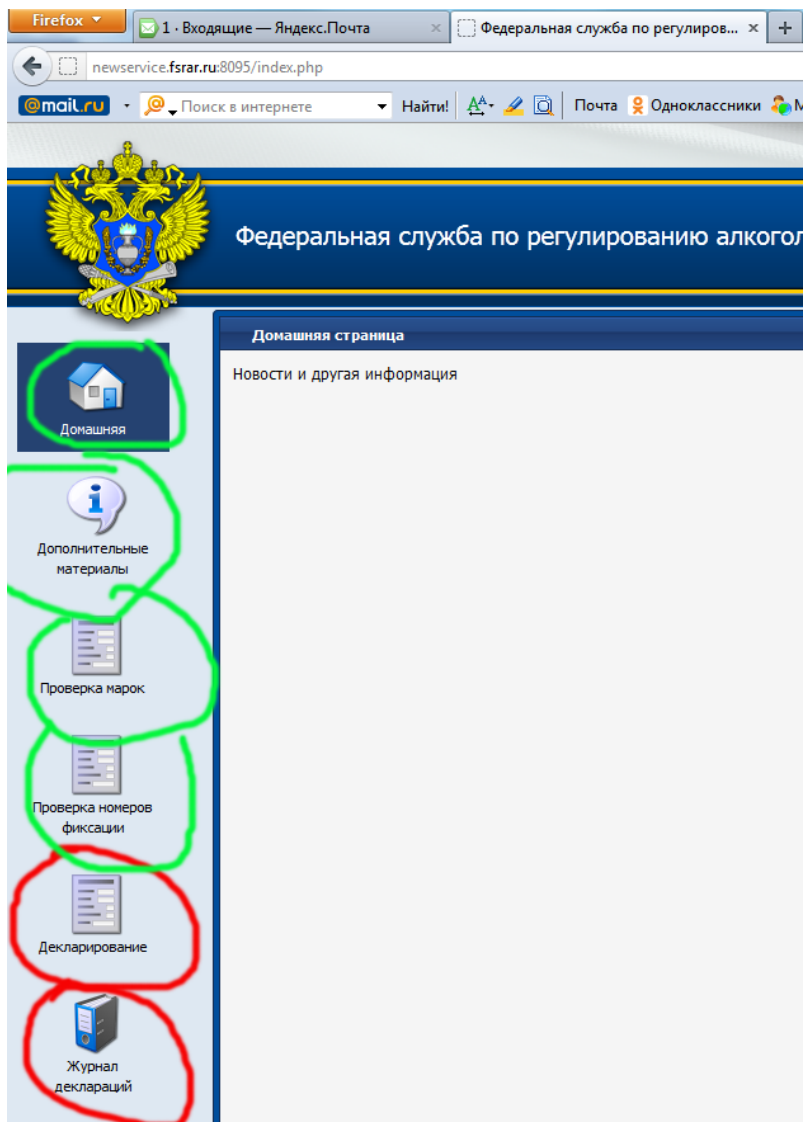 Firefox
1 · Входящие — Яндекс.Почта
Федеральная служба по регулиров...
newservice.fsrar.ru:8095/index.php
@mail.ru
Поиск в интернете
Найти!
Почта
Одноклассники
Федеральная служба по регулированию алкогол
Домашняя страница
Новости и другая информация
Домашняя
Дополнительные
материалы
Проверка марок
Проверка номеров
фиксации
Декларирование
Журнал
деклараций